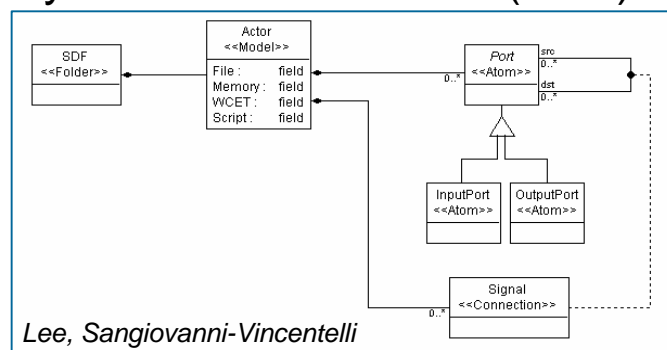 SDF
<<Folder>>
Actor
<<Model>>
File : field
Memory : field
WCET : field
Script : field
0..*
Port
<<Atom>>
src
0..*
dst
0..*
InputPort
<<Atom>>
OutputPort
<<Atom>>
Signal
<<Connection>>
0..*
Lee, Sangiovanni-Vincentelli